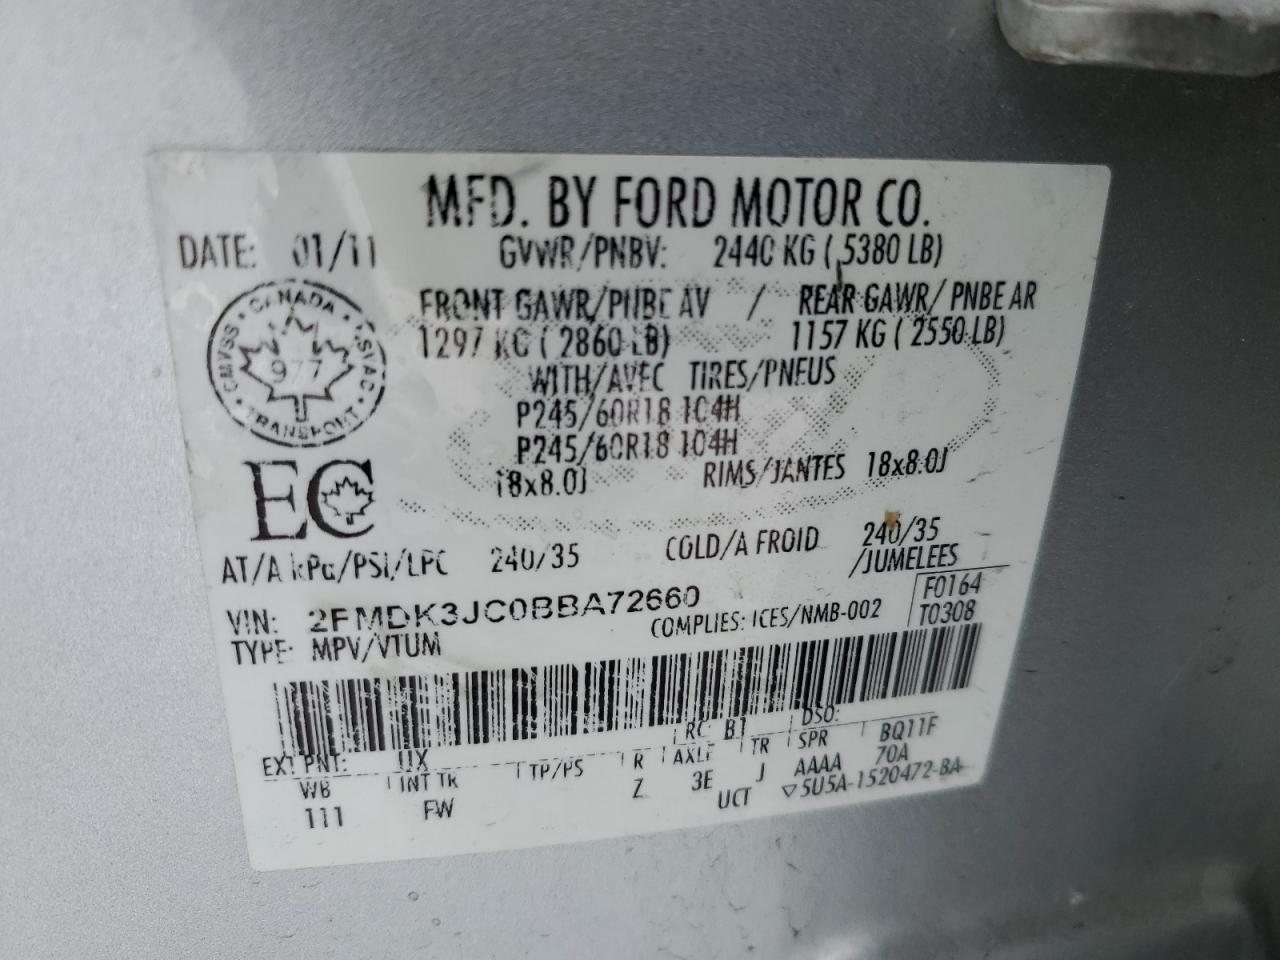 MFD. BY FORD MOTOR CO.
DATE: 01/11 GVWR/PNBV: 2440 KG ( 5380 LB)
CANADA
CMVSS NSVAC
977
TRANSPORT
FRONT GAWR/PNBE AV / REAR GAWR/ PNBE AR
1297 KG ( 2860 LB) 1157 KG ( 2550 LB)
WITH/AVEC TIRES/PNEUS
P245/60R18 104H
P245/60R18 104H
EC
18x8.0J RIMS/JANTES 18x8.0J
AT/A kPa/PSI/LPC 240/35 COLD/A FROID 240/35
/JUMELEES
VIN: 2FMDK3JC0BBA72660
F0164
TYPE: MPV/VTUM COMPLIES: ICES/NMB-002 T0308
EXT PNT: UX RC B1 DSO:
WB INT TR TP/PS R AXLE TR SPR BQ11F
111 FW Z 3E J AAAA 70A
UCT ▽5U5A-1520472-BA